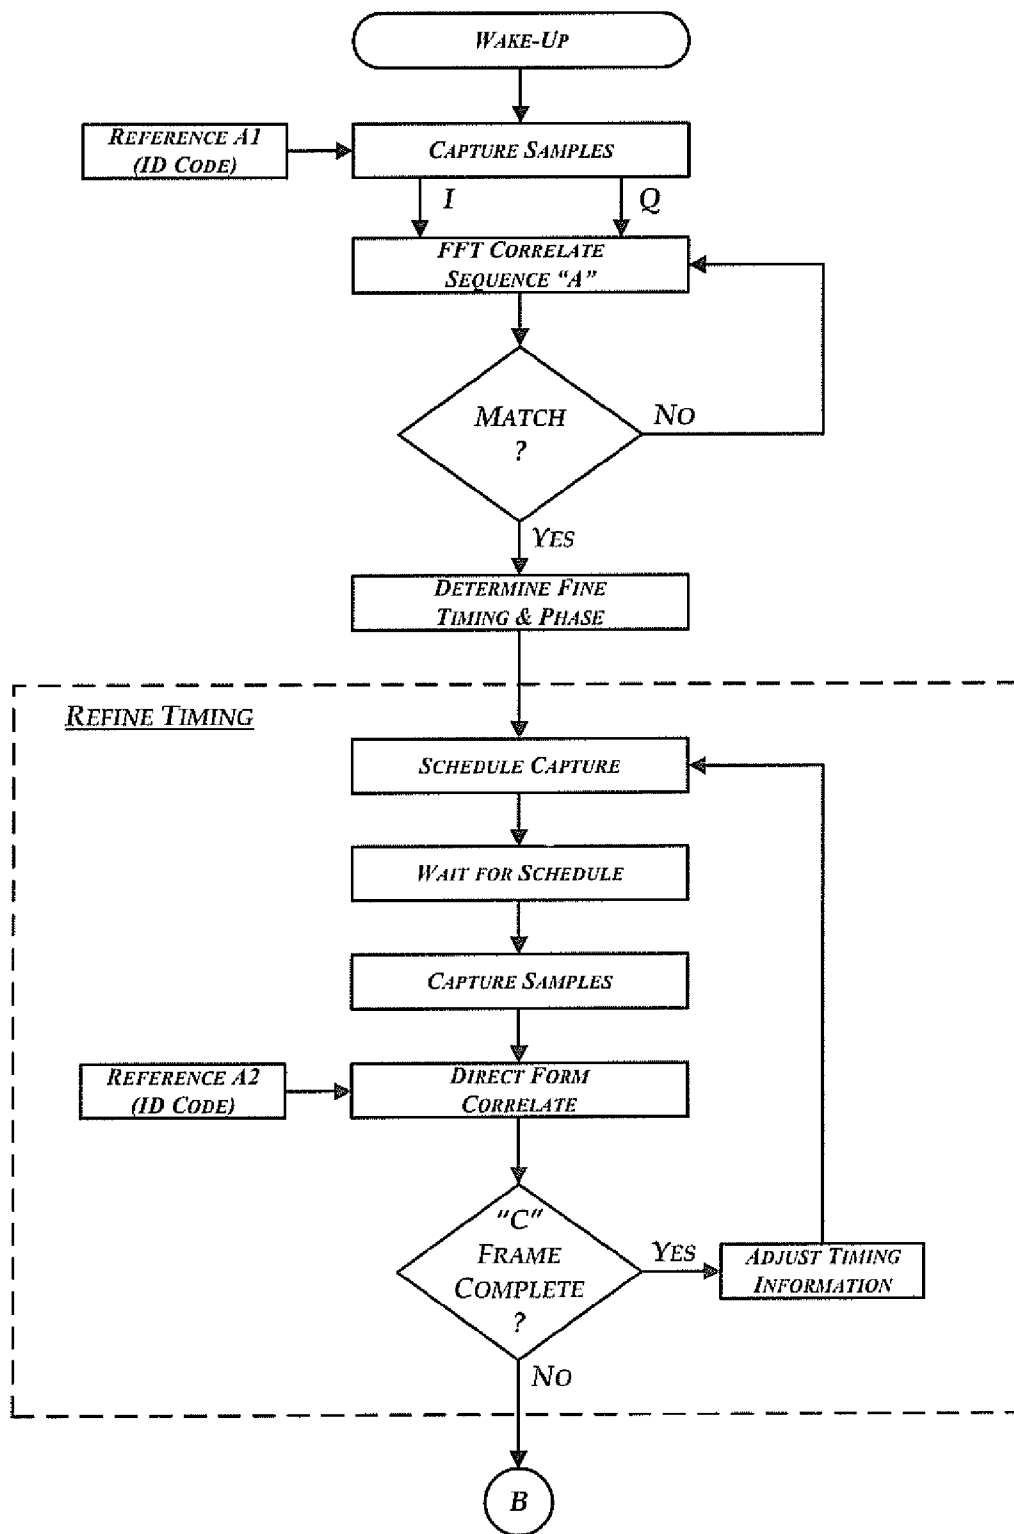 WAKE-UP
REFERENCE A1
(ID CODE)
CAPTURE SAMPLES
I
Q
FFT CORRELATE
SEQUENCE “A”
MATCH
?
NO
YES
DETERMINE FINE
TIMING & PHASE
REFINE TIMING
SCHEDULE CAPTURE
WAIT FOR SCHEDULE
CAPTURE SAMPLES
REFERENCE A2
(ID CODE)
DIRECT FORM
CORRELATE
"C"
FRAME
COMPLETE
?
YES
ADJUST TIMING
INFORMATION
NO
B